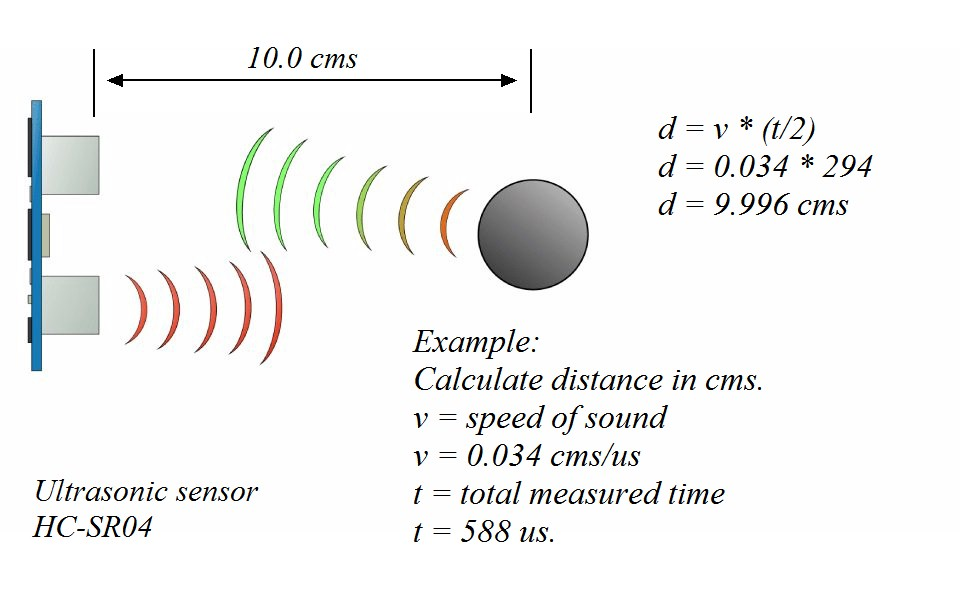 10.0 cms
d = v * (t/2)
d = 0.034 * 294
d = 9.996 cms
Example:
Calculate distance in cms.
v = speed of sound
v = 0.034 cms/us
t = total measured time
t = 588 us.
Ultrasonic sensor
HC-SR04